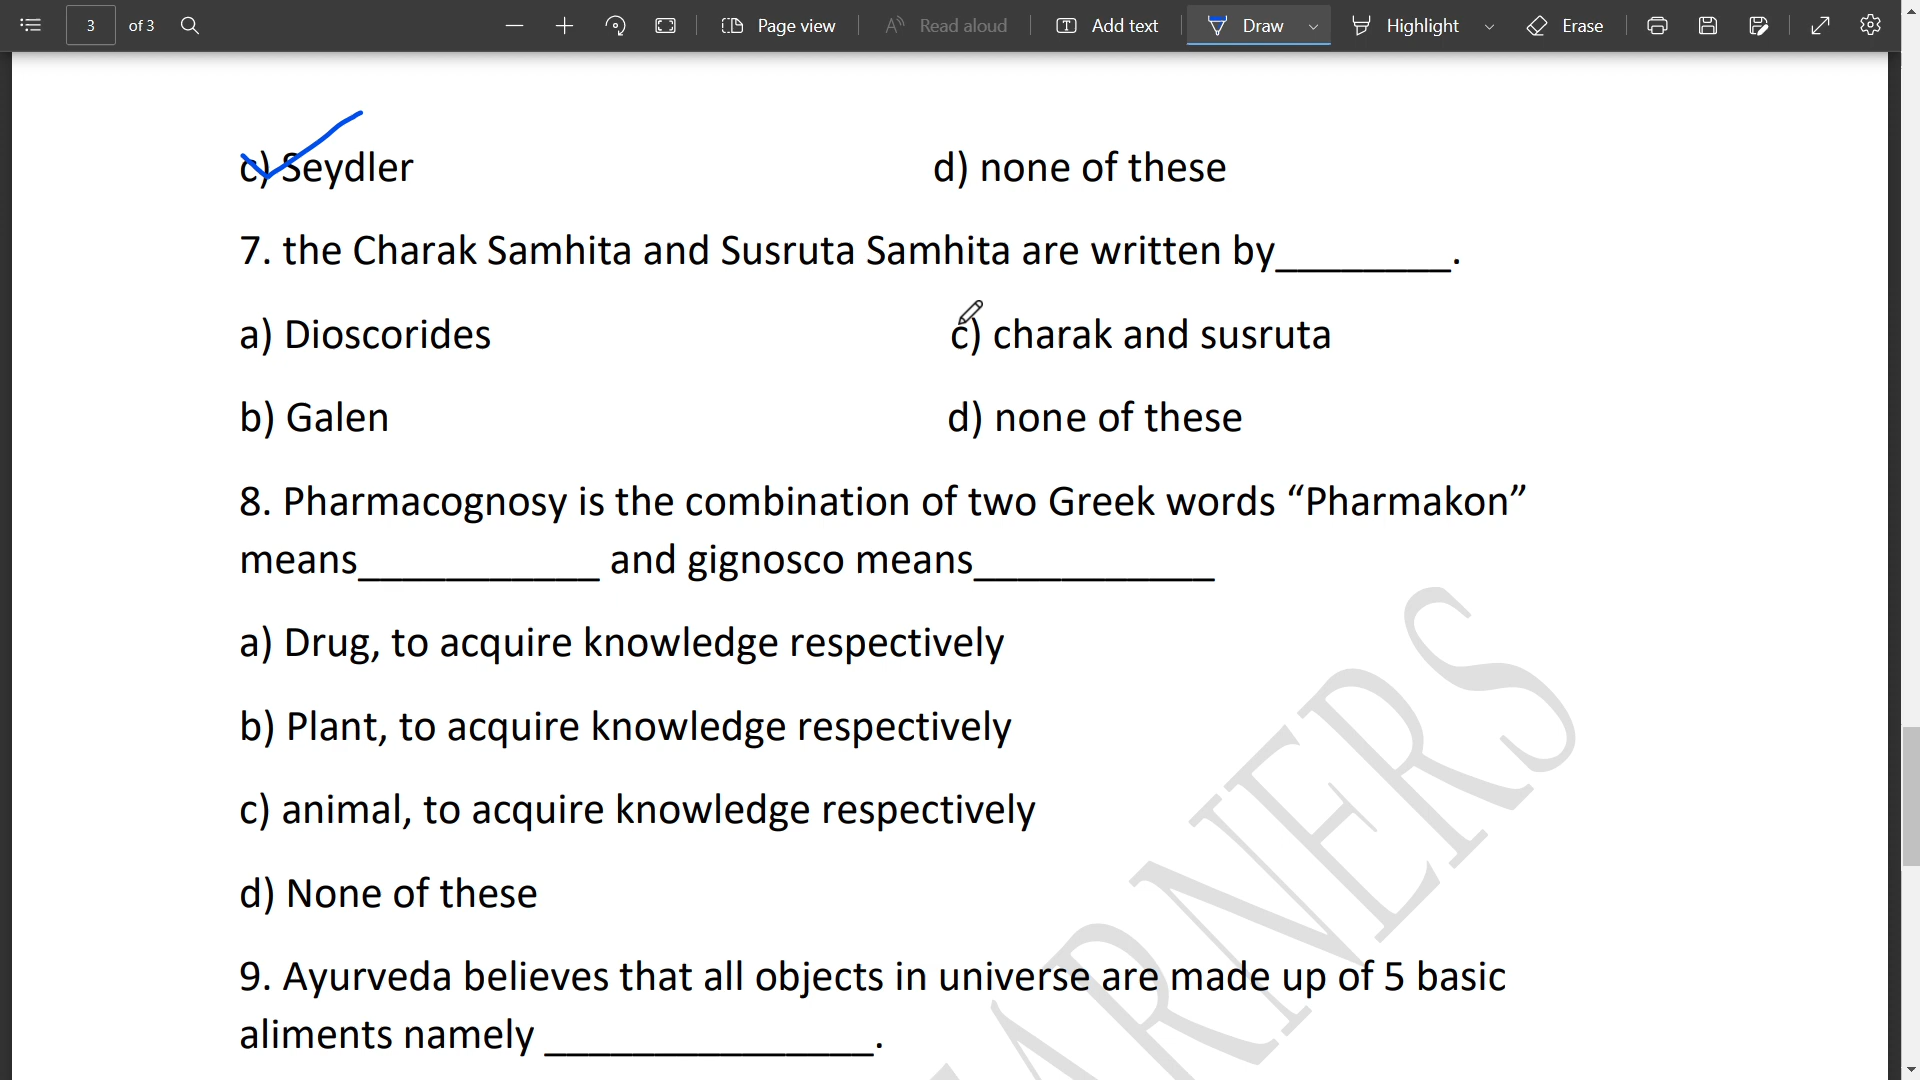 3 of 3 Page view Read aloud Add text Draw Highlight Erase
c) Seydler d) none of these
7. the Charak Samhita and Susruta Samhita are written by________.
a) Dioscorides c) charak and susruta
b) Galen d) none of these
8. Pharmacognosy is the combination of two Greek words “Pharmakon”
means___________ and gignosco means___________
a) Drug, to acquire knowledge respectively
b) Plant, to acquire knowledge respectively
c) animal, to acquire knowledge respectively
d) None of these
9. Ayurveda believes that all objects in universe are made up of 5 basic
aliments namely _______________.
ARNERS